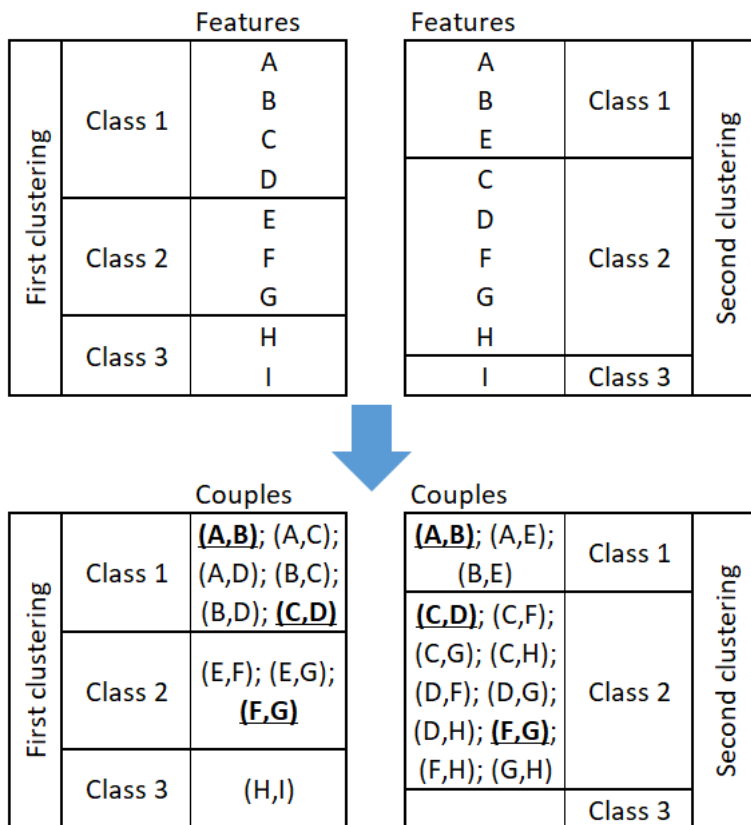 Features
First clustering
Class 1
A
B
C
D
Class 2
E
F
G
Class 3
H
I
Features
A
B
E
Class 1
C
D
F
G
H
Class 2
I
Class 3
Second clustering
Couples
First clustering
Class 1
(A,B); (A,C);
(A,D); (B,C);
(B,D); (C,D)
Class 2
(E,F); (E,G);
(F,G)
Class 3
(H,I)
Couples
(A,B); (A,E);
(B,E)
Class 1
(C,D); (C,F);
(C,G); (C,H);
(D,F); (D,G);
(D,H); (F,G);
(F,H); (G,H)
Class 2
Class 3
Second clustering